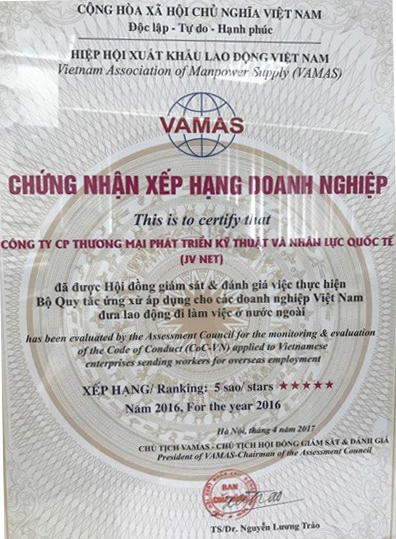 CỘNG HÒA XÃ HỘI CHỦ NGHĨA VIỆT NAM
Độc lập - Tự do - Hạnh phúc
HIỆP HỘI XUẤT KHẨU LAO ĐỘNG VIỆT NAM
Vietnam Association of Manpower Supply (VAMAS)
VAMAS
CHỨNG NHẬN XẾP HẠNG DOANH NGHIỆP
This is to certify that
CÔNG TY CP THƯƠNG MẠI PHÁT TRIỂN KỸ THUẬT VÀ NHÂN LỰC QUỐC TẾ
(JV NET)
đã được Hội đồng giám sát & đánh giá việc thực hiện
Bộ Quy tắc ứng xử áp dụng cho các doanh nghiệp Việt Nam
đưa lao động đi làm việc ở nước ngoài
has been evaluated by the Assessment Council for the monitoring & evaluation
of the Code of Conduct (CoC-VN) applied to Vietnamese
enterprises sending workers for overseas employment
XẾP HẠNG/ Ranking: 5 sao/ stars ★★★★★
Năm 2016, For the year 2016
Hà Nội, tháng 4 năm 2017
CHỦ TỊCH VAMAS - CHỦ TỊCH HỘI ĐỒNG GIÁM SÁT & ĐÁNH GIÁ
President of VAMAS-Chairman of the Assessment Council
BAN
TS/Dr. Nguyễn Lương Trào